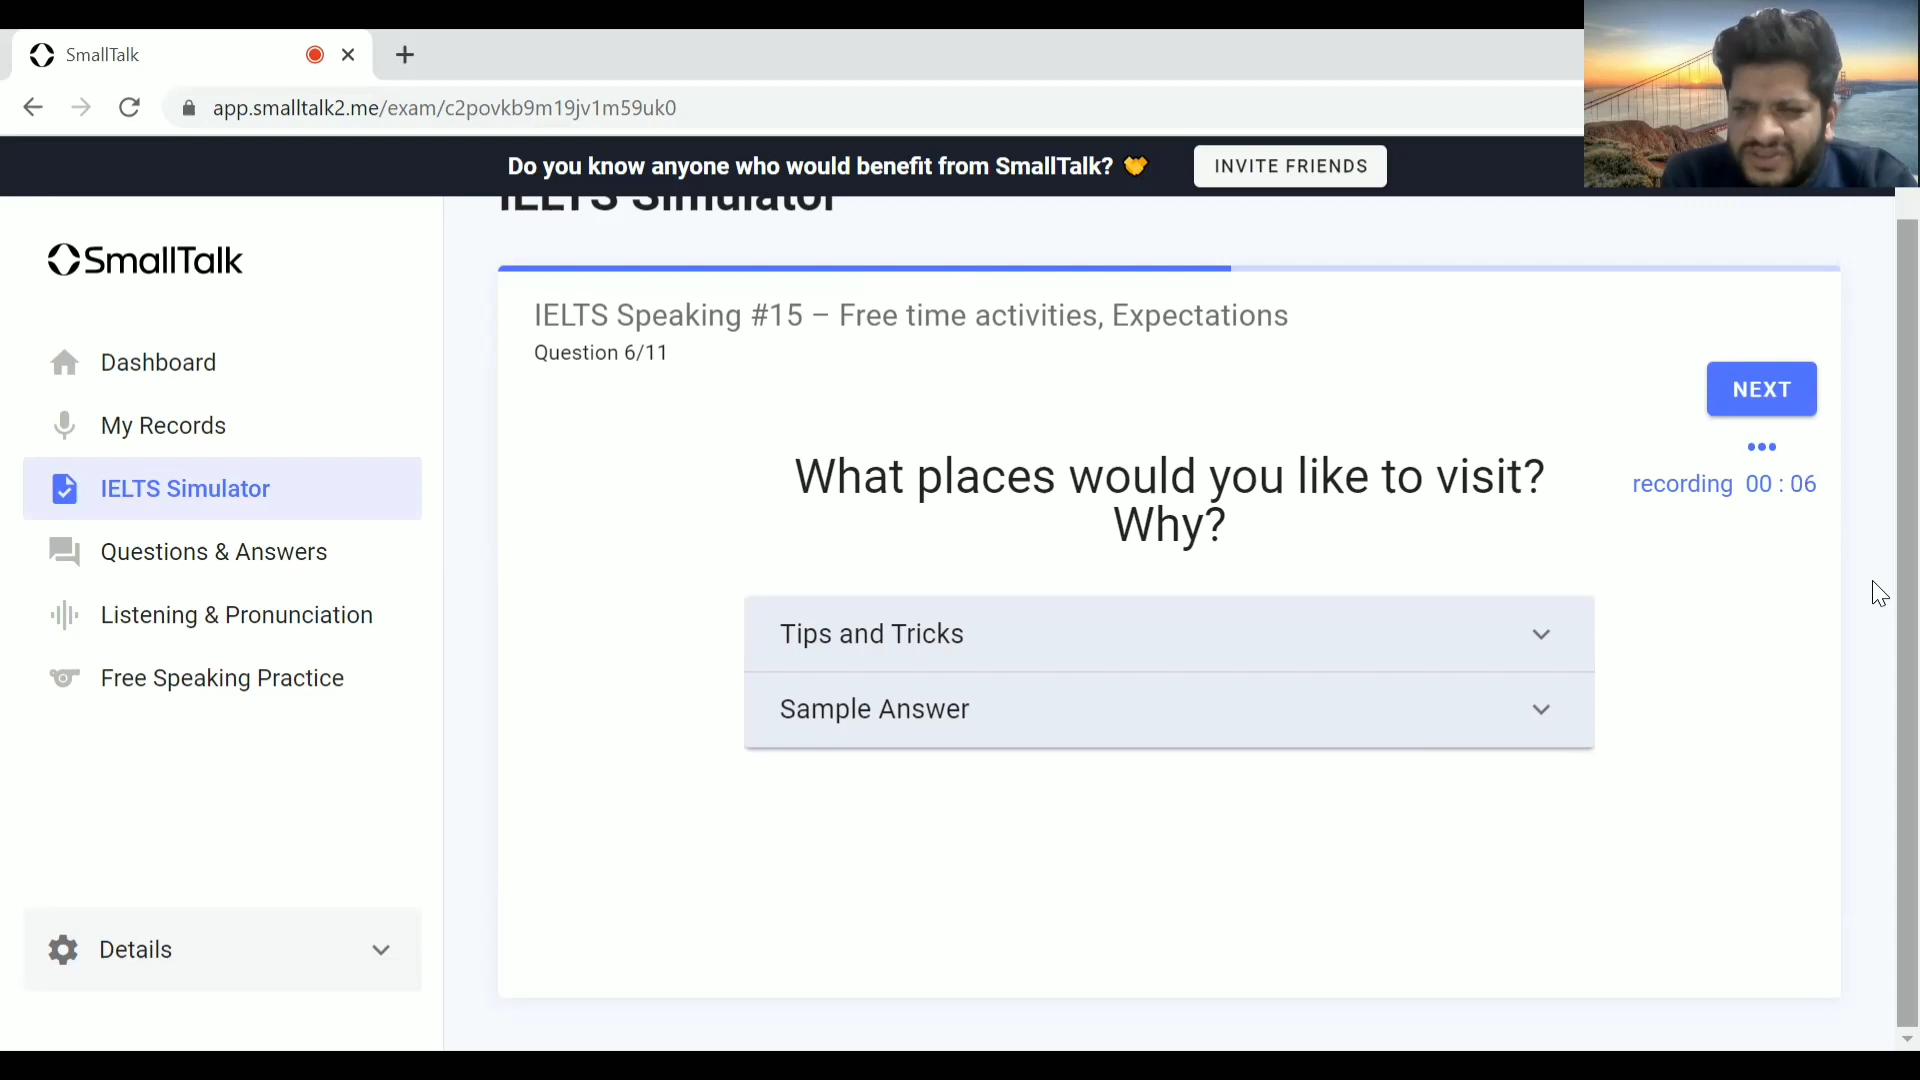 SmallTalk
app.smalltalk2.me/exam/c2povkb9m19jv1m59uk0
Do you know anyone who would benefit from SmallTalk?
INVITE FRIENDS
IELTS Simulator
SmallTalk
Dashboard
My Records
IELTS Simulator
Questions & Answers
Listening & Pronunciation
Free Speaking Practice
Details
IELTS Speaking #15 – Free time activities, Expectations
Question 6/11
NEXT
recording 00 : 06
What places would you like to visit?
Why?
Tips and Tricks
Sample Answer